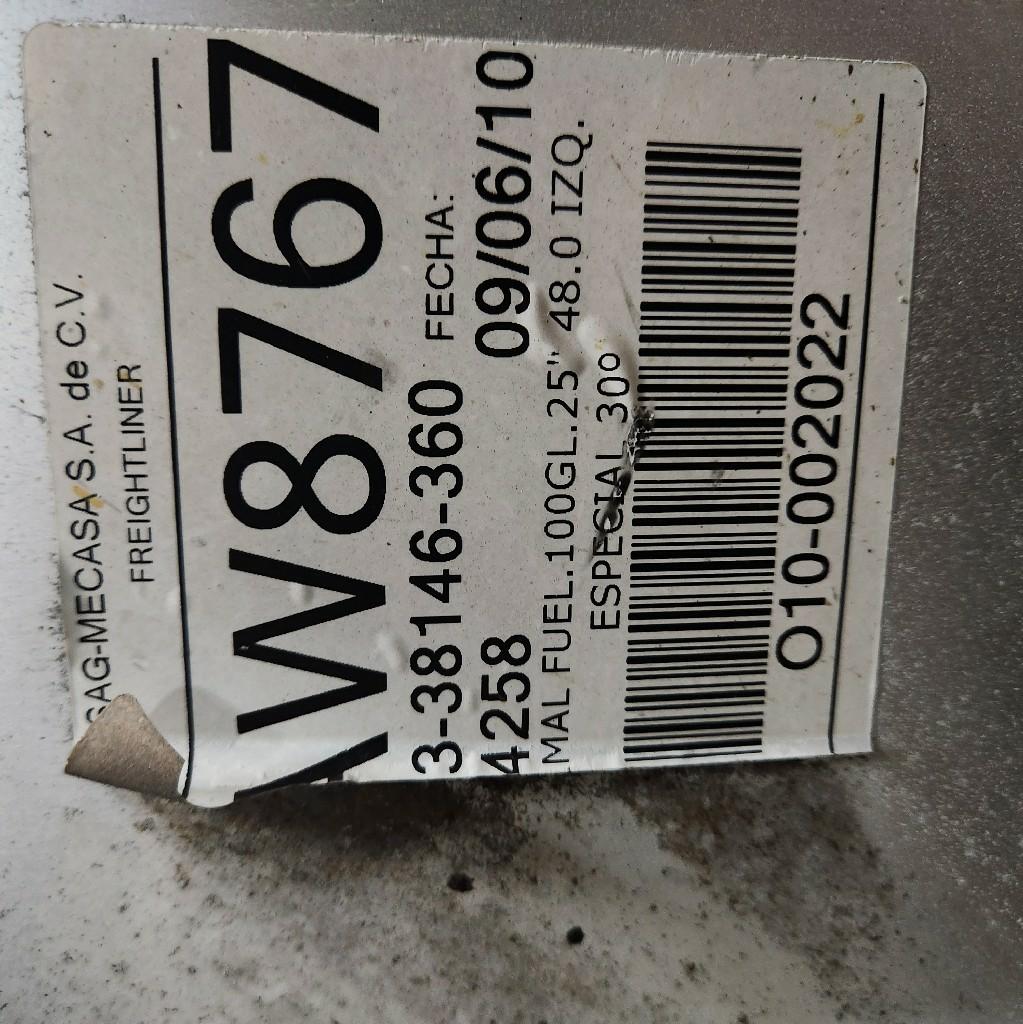 SAG-MECASA S.A. de C.V.
FREIGHTLINER
W8767
3-38146-360 FECHA:
4258 09/06/10
MAL FUEL.100GL.25" 48.0 IZQ.
ESPECIAL 30º
O10-002022